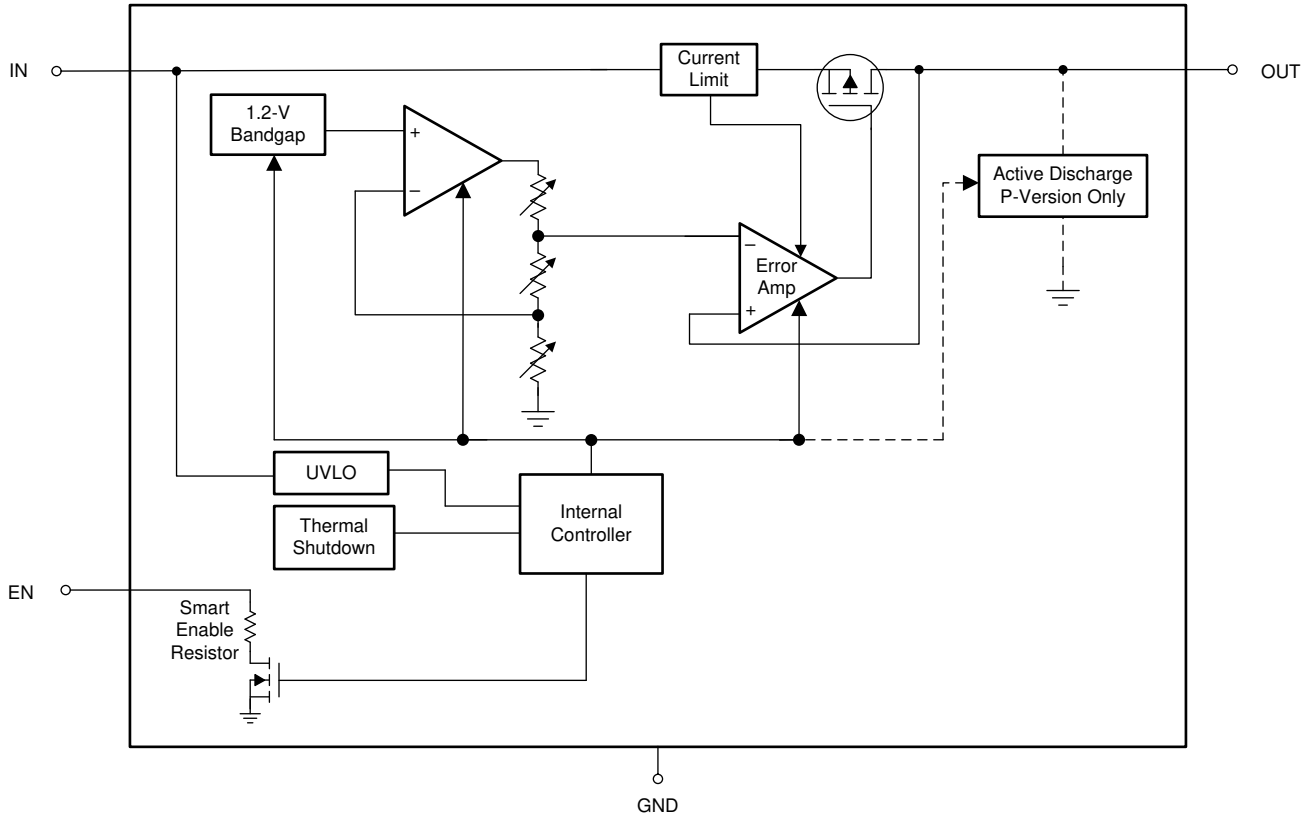 IN
Current
Limit
OUT
1.2-V
Bandgap
+
–
Active Discharge
P-Version Only
–
Error
Amp
+
UVLO
Thermal
Shutdown
Internal
Controller
EN
Smart
Enable
Resistor
GND